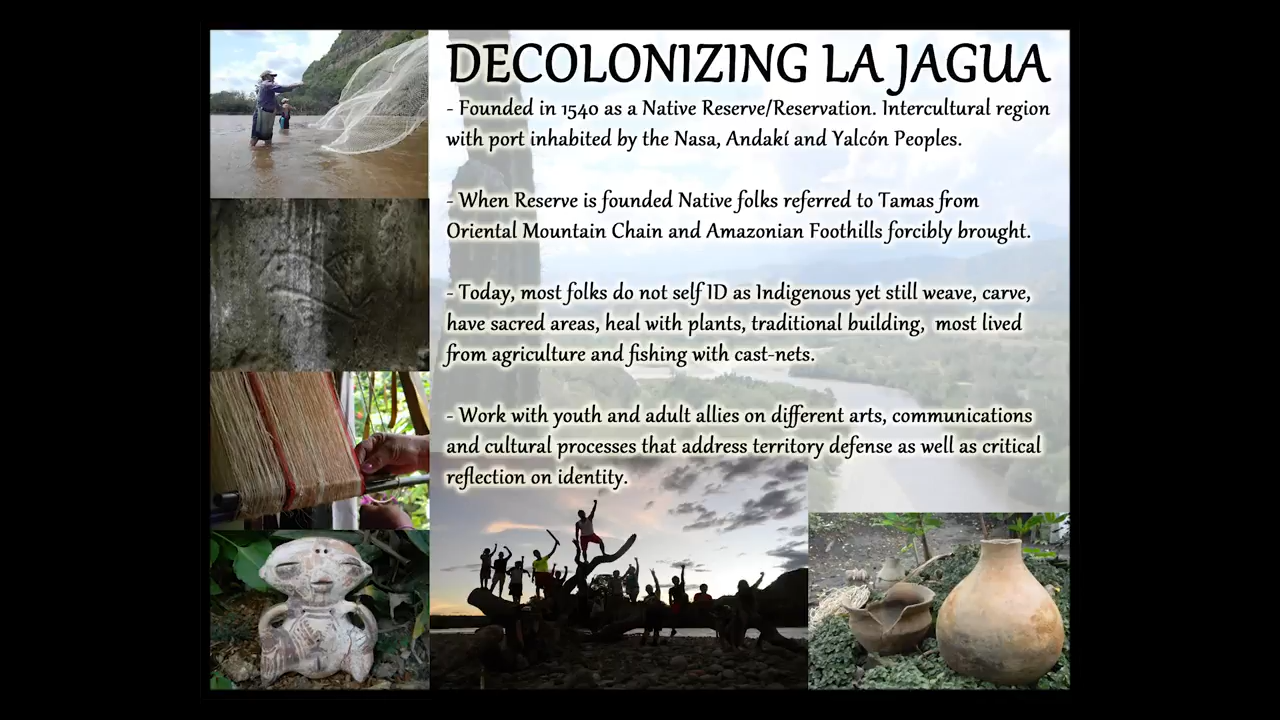 DECOLONIZING LA JAGUA
- Founded in 1540 as a Native Reserve/Reservation. Intercultural region
with port inhabited by the Nasa, Andakí and Yalcón Peoples.
- When Reserve is founded Native folks referred to Tamas from
Oriental Mountain Chain and Amazonian Foothills forcibly brought.
- Today, most folks do not self ID as Indigenous yet still weave, carve,
have sacred areas, heal with plants, traditional building,  most lived
from agriculture and fishing with cast-nets.
- Work with youth and adult allies on different arts, communications
and cultural processes that address territory defense as well as critical
reflection on identity.